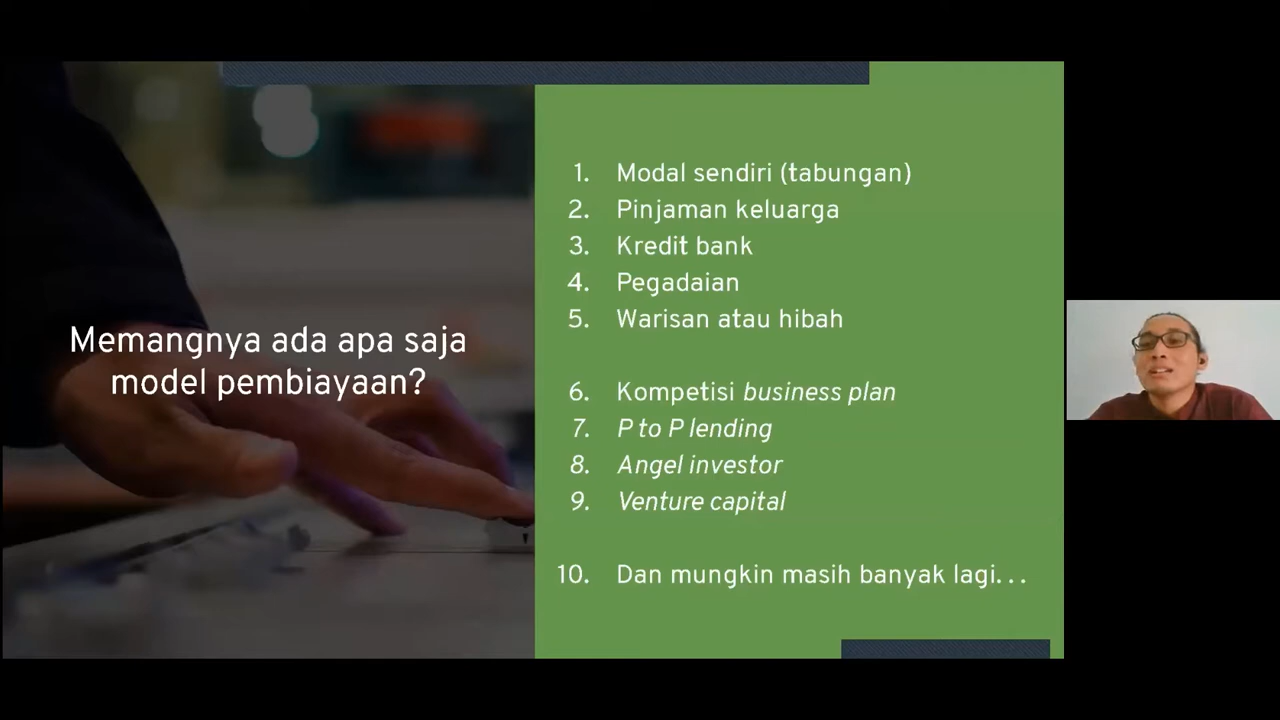 Memangnya ada apa saja
model pembiayaan?
1. Modal sendiri (tabungan)
2. Pinjaman keluarga
3. Kredit bank
4. Pegadaian
5. Warisan atau hibah
6. Kompetisi business plan
7. P to P lending
8. Angel investor
9. Venture capital
10. Dan mungkin masih banyak lagi...